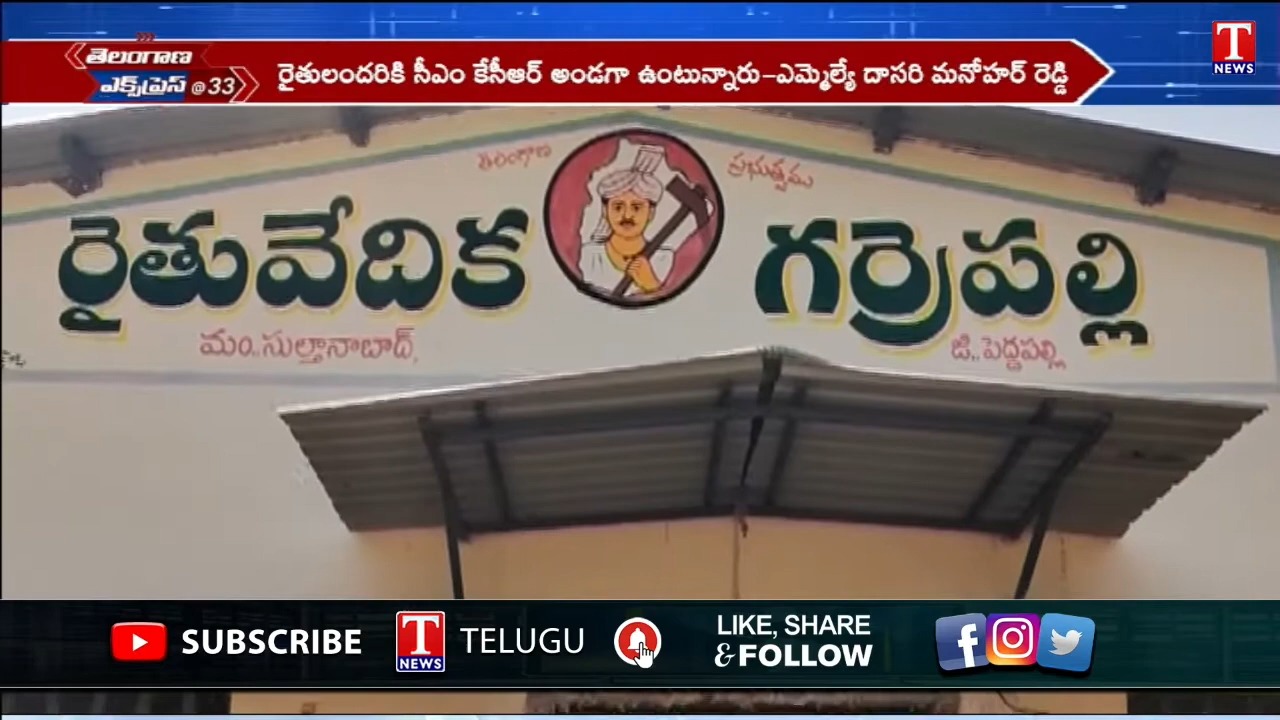 తెలంగాణ
ఎక్స్‌ప్రెస్ @ 33
రైతులందరికి సీఎం కేసీఆర్ అండగా ఉంటున్నారు-ఎమ్మెల్యే దాసరి మనోహర్ రెడ్డి
T NEWS
తెలంగాణ ప్రభుత్వము
రైతువేదిక గర్రెపల్లి
మం..సుల్తానాబాద్, జి..పెద్దపల్లి
SUBSCRIBE
T NEWS TELUGU
LIKE, SHARE
& FOLLOW